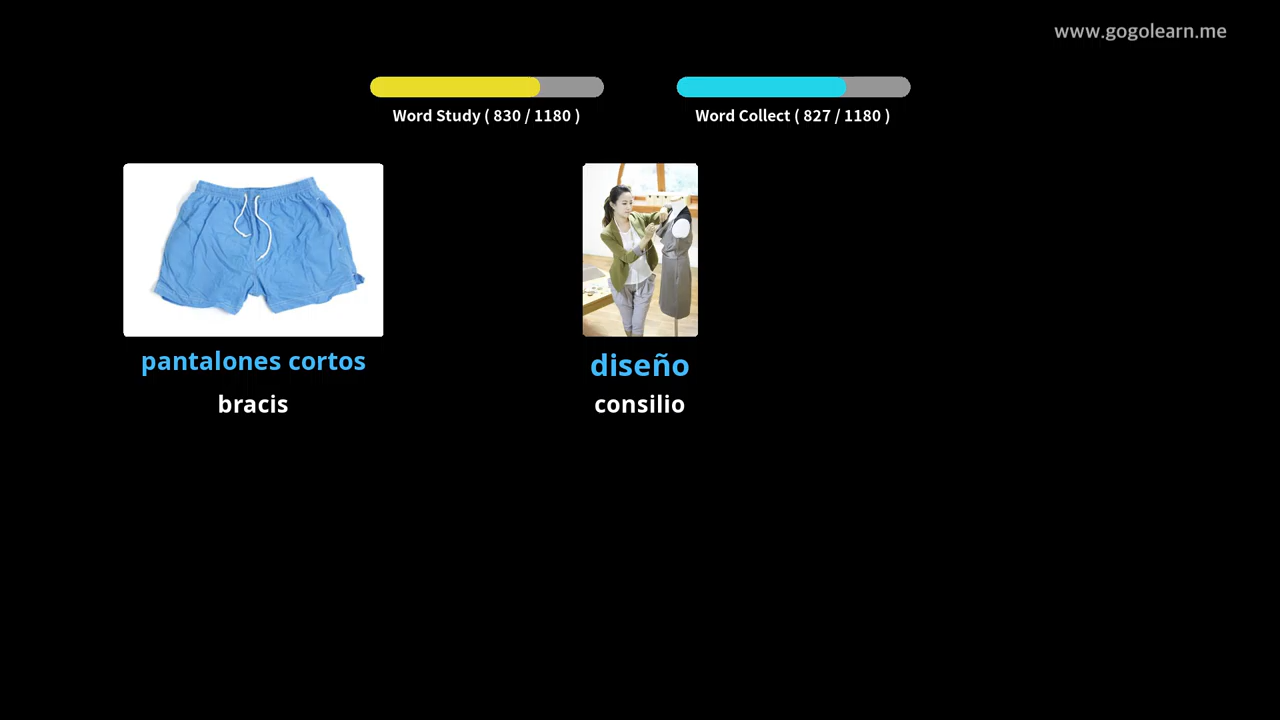 www.gogolearn.me
Word Study ( 830 / 1180 )
Word Collect ( 827 / 1180 )
pantalones cortos
diseño
bracis
consilio